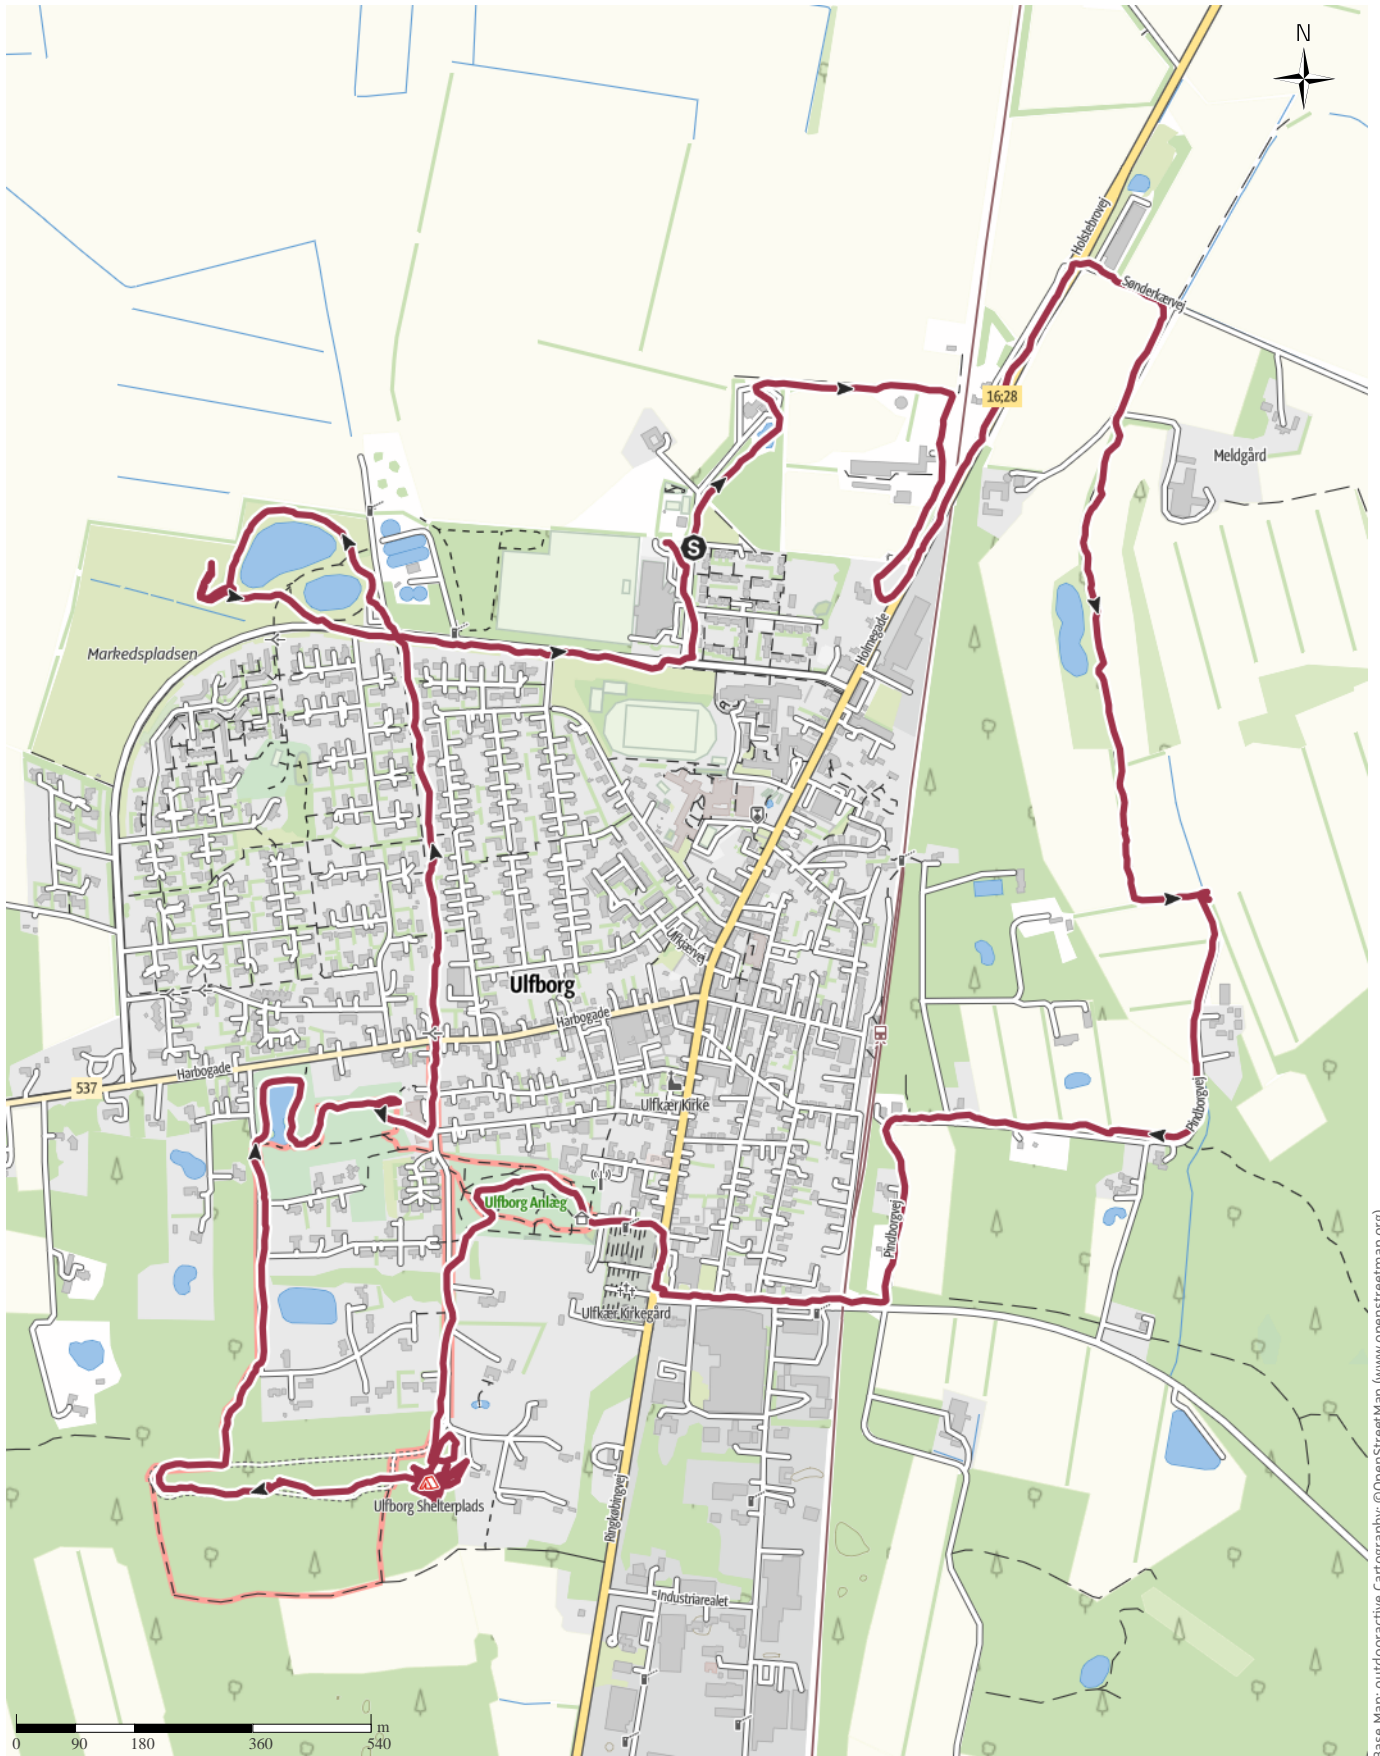 N
Holstebrovej
Sønderkærvej
16;28
Meldgård
S
Holmegade
Markedspladsen
Ulfkjærvej
Ulfborg
Harbogade
Harbogade
537
Ulfkær Kirke
Pindborgvej
Ulfborg Anlæg
Pindborgvej
Ulfkær Kirkegård
Ulfborg Shelterplads
Ringkøbingvej
Industriarealet
m
0 90 180 360 540
Base Map: outdooractive Cartography; ©OpenStreetMap (www.openstreetmap.org)